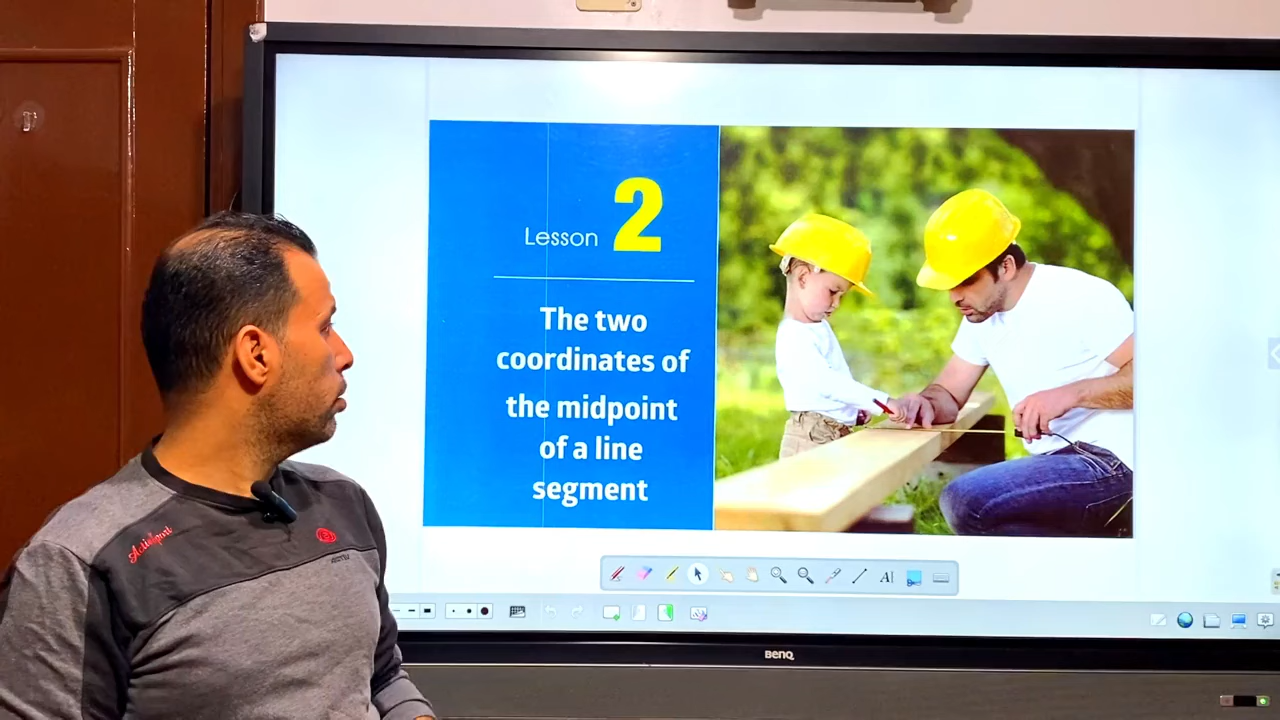 Lesson 2
The two
coordinates of
the midpoint
of a line
segment
A
BenQ